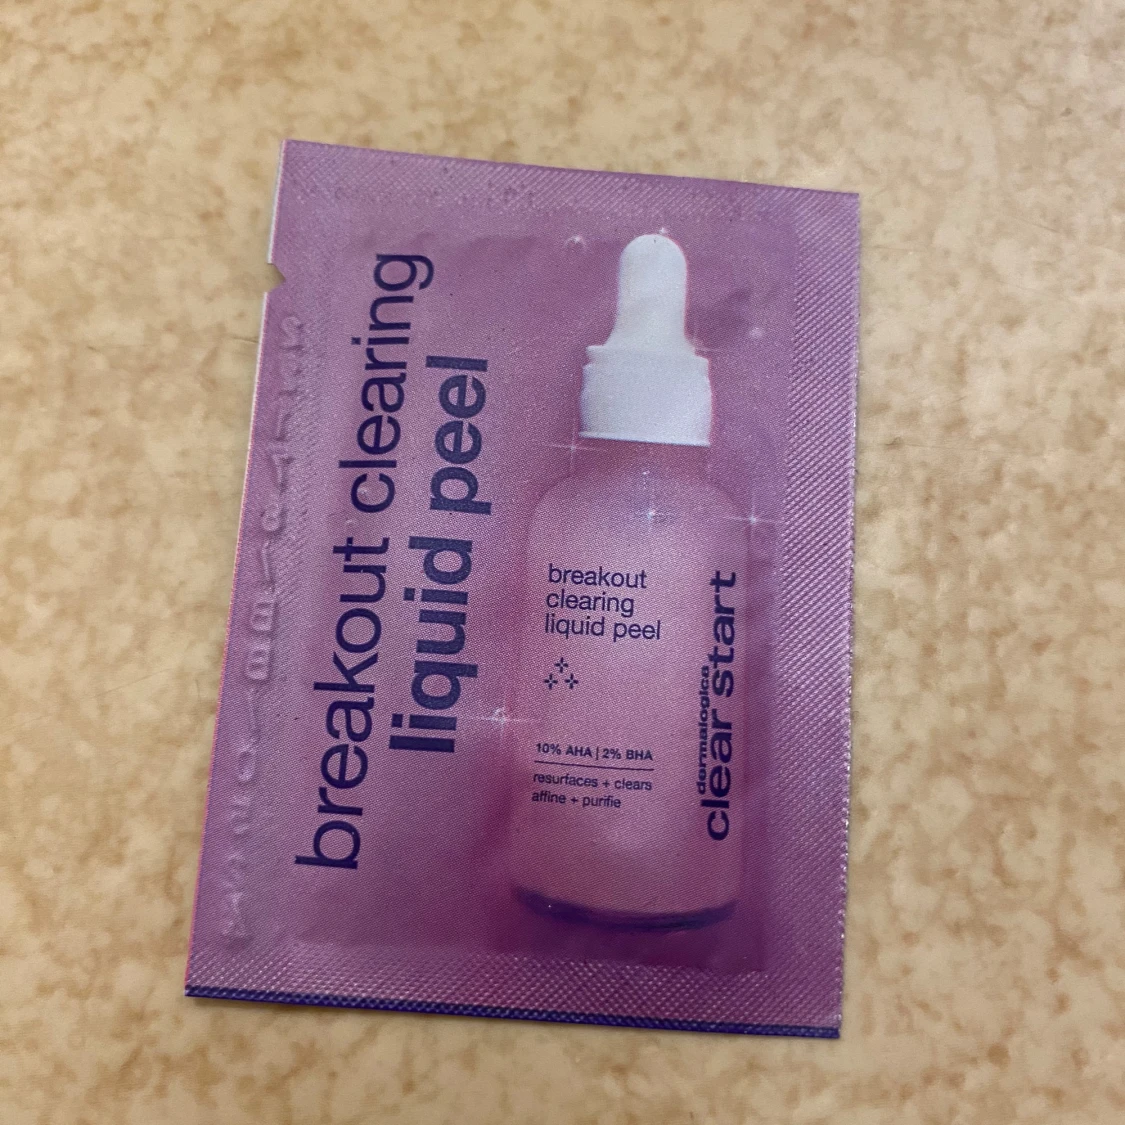 breakout clearing
liquid peel
breakout
clearing
liquid peel
10% AHA | 2% BHA
resurfaces + clears
affine + purifie
dermalogica
clear start